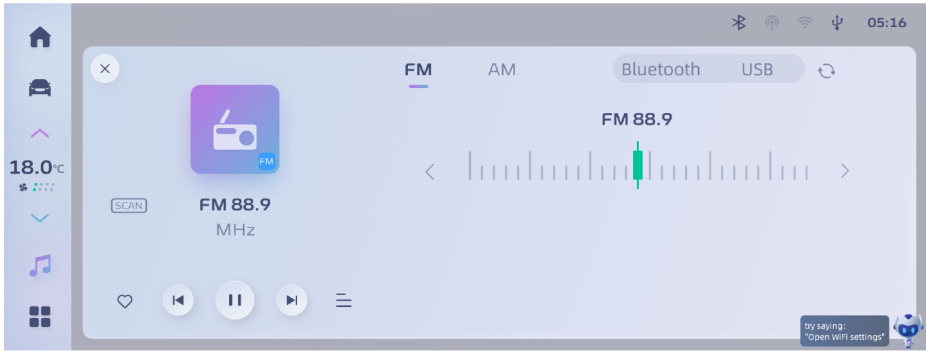 05:16
FM AM Bluetooth USB
FM 88.9
18.0°C
FM
SCAN
FM 88.9
MHz
try saying:
"Open WiFi settings"